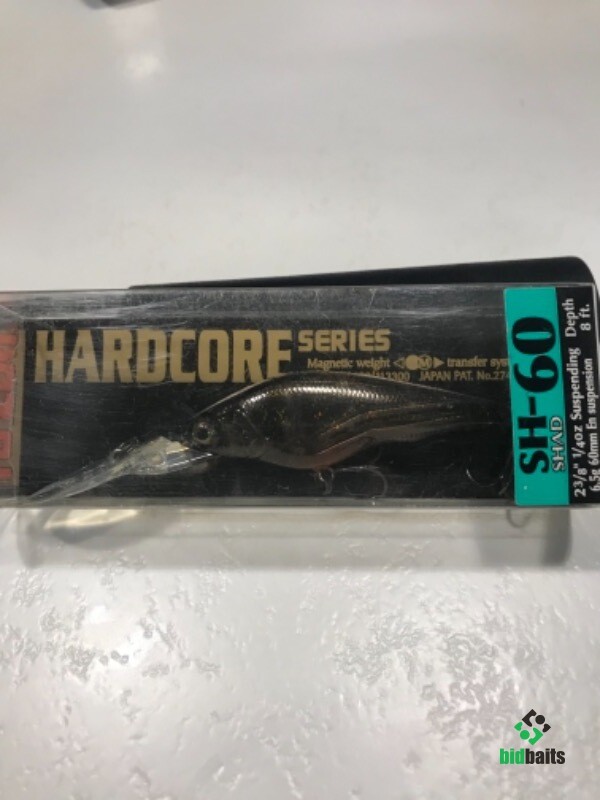 HARDCORE SERIES
Magnetic weight ◁●Ⓜ▶ transfer
JAPAN PAT. No.
SH-60
SHAD
2 3/8" 1/4oz Suspending Depth 8 ft.
6.5g 60mm En suspension
bidbaits